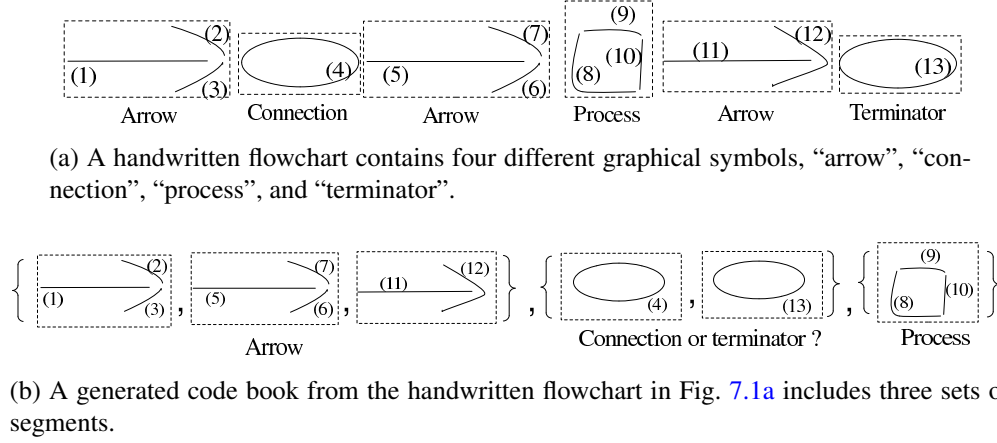 (2) (7) (9) (12)
(1) (4) (5) (8) (10) (11) (13)
(3) (6)
Arrow Connection Arrow Process Arrow Terminator
(a) A handwritten flowchart contains four different graphical symbols, “arrow”, “con-
nection”, “process”, and “terminator”.
{ (2) (7) (12) } { } { (9) }
(1) (5) (11) (4) (13) (8) (10)
(3) , (6) , , , ,
Arrow Connection or terminator ? Process
(b) A generated code book from the handwritten flowchart in Fig. 7.1a includes three sets
segments.